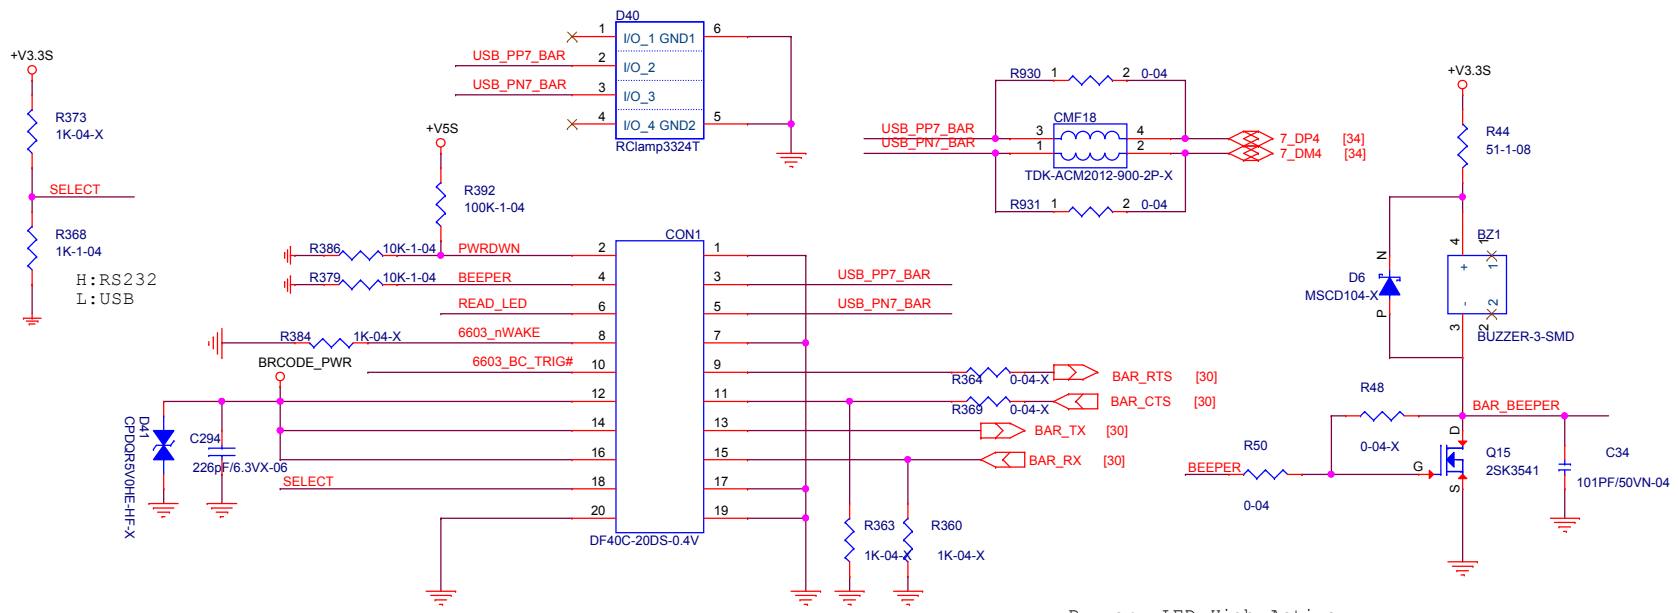 +V3.3S
R373
1K-04-X
SELECT
R368
1K-1-04
H:RS232
L:USB
D40
1 I/O_1 GND1 6
USB_PP7_BAR 2 I/O_2
USB_PN7_BAR 3 I/O_3
4 I/O_4 GND2 5
RClamp3324T
+V5S
R392
100K-1-04
CON1
R386 10K-1-04 PWRDWN 2 1
R379 10K-1-04 BEEPER 4 3 USB_PP7_BAR
READ_LED 6 5 USB_PN7_BAR
R384 1K-04-X 6603_nWAKE 8 7
BRCODE_PWR
6603_BC_TRIG# 10 9 R364 0-04-X BAR_RTS [30]
12 11 R369 0-04-X BAR_CTS [30]
14 13 BAR_TX [30]
16 15 BAR_RX [30]
SELECT 18 17
20 19
DF40C-20DS-0.4V
D41
CPDQR5V0HE-HF-X
C294
226pF/6.3VX-06
R363
1K-04-X
R360
1K-04-X
R930 1 2 0-04
CMF18
USB_PP7_BAR 3 4 7_DP4 [34]
USB_PN7_BAR 1 2 7_DM4 [34]
TDK-ACM2012-900-2P-X
R931 1 2 0-04
+V3.3S
R44
51-1-08
BZ1
4 1
+ 1
- 2
3 2
BUZZER-3-SMD
N
D6
MSCD104-X
P
R48
0-04-X
BAR_BEEPER
R50
BEEPER
0-04
D
G
S
Q15
2SK3541
C34
101PF/50VN-04